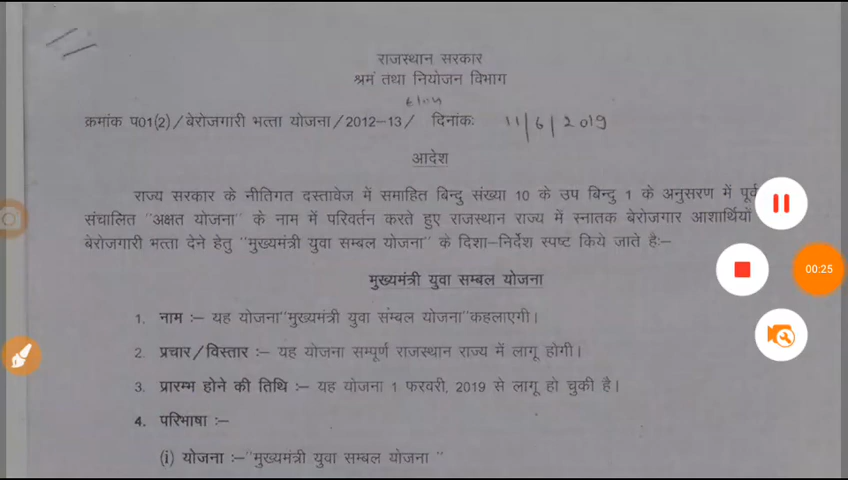 राजस्थान सरकार
श्रम तथा नियोजन विभाग
क्रमांक प01(2)/बेरोजगारी भत्ता योजना/2012-13/ दिनांकः 11/6/2019
आदेश
राज्य सरकार के नीतिगत दस्तावेज में समाहित बिन्दु संख्या 10 के उप बिन्दु 1 के अनुसरण में पूर्व
संचालित "अक्षत योजना" के नाम में परिवर्तन करते हुए राजस्थान राज्य में स्नातक बेरोजगार आशार्थियों
बेरोजगारी भत्ता देने हेतु "मुख्यमंत्री युवा सम्बल योजना" के दिशा-निर्देश स्पष्ट किये जाते हैः-
00:25
मुख्यमंत्री युवा सम्बल योजना
1. नाम :- यह योजना"मुख्यमंत्री युवा संम्बल योजना"कहलाएगी।
2. प्रचार/विस्तार :- यह योजना सम्पूर्ण राजस्थान राज्य में लागू होगी।
3. प्रारम्भ होने की तिथि :- यह योजना 1 फरवरी, 2019 से लागू हो चुकी है।
4. परिभाषा :-
(i) योजना :-"मुख्यमंत्री युवा सम्बल योजना "